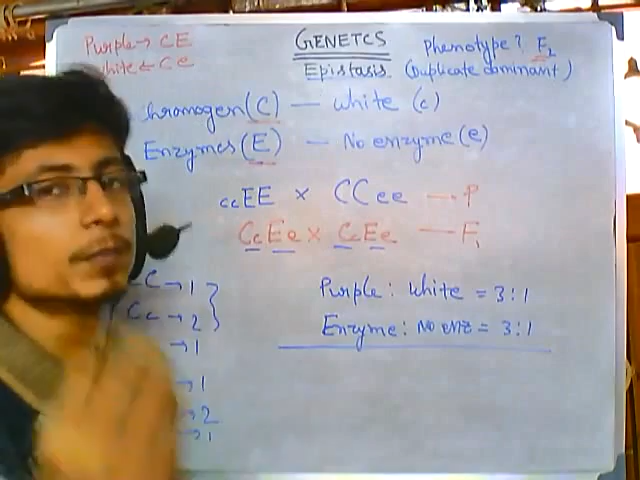 GENETCS
Purple → CE
White ← Ce
phenotype? F2
Epistasis (Duplicate dominant)
hromogen (C) — white (c)
Enzymes (E) — No enzyme (e)
ccEE × CCee — P
CcEe × CcEe — F1
C → 1
Cc → 2
→ 1
→ 1
→ 2
→ 1
Purple : White = 3:1
Enzyme : No enz = 3:1